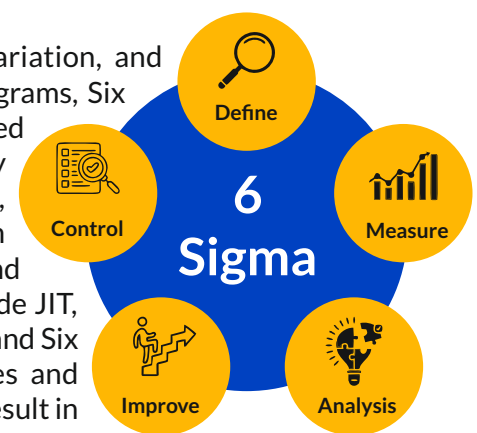 ariation, and
grams, Six
ed
y
,
n
nd
de JIT,
and Six
es and
esult in
Define
Measure
Analysis
Improve
Control
6
Sigma